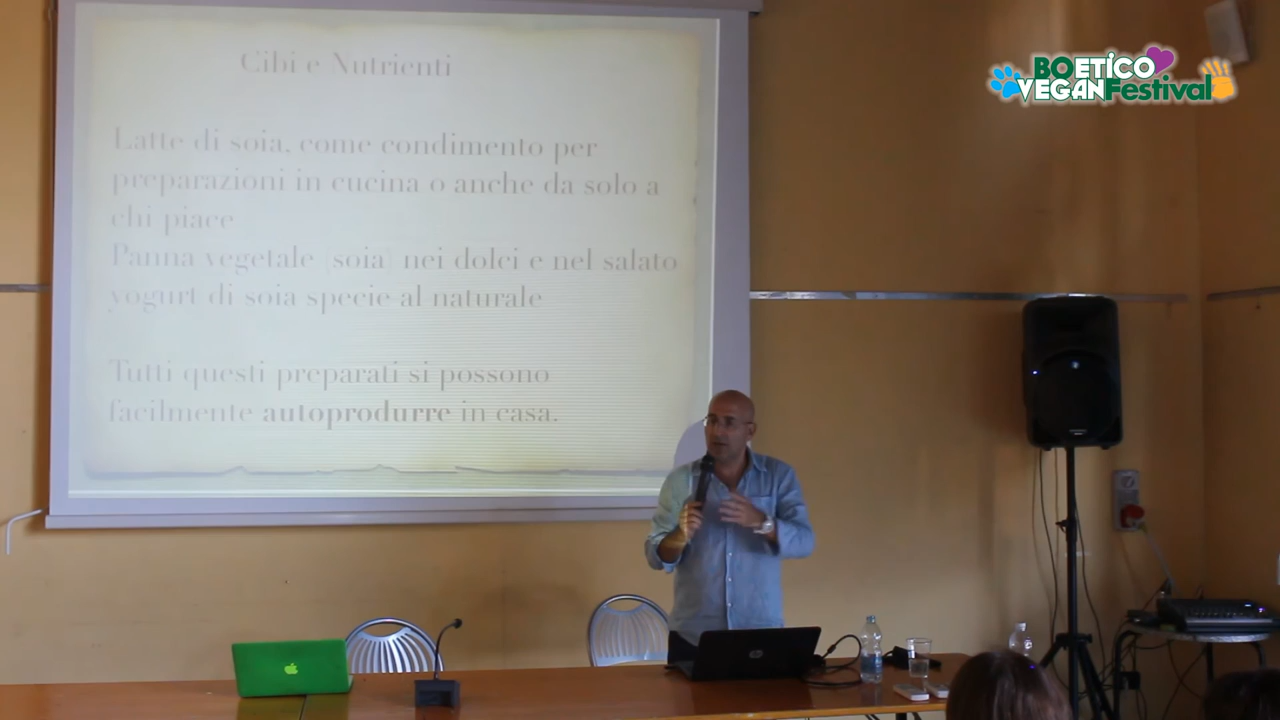 Cibi e Nutrienti
Latte di soia, come condimento per
preparazioni in cucina o anche da solo a
chi piace
Panna vegetale (soia) nei dolci e nel salato
yogurt di soia specie al naturale
Tutti questi preparati si possono
facilmente autoprodurre in casa.
BOETICO
VEGANFestival
hp